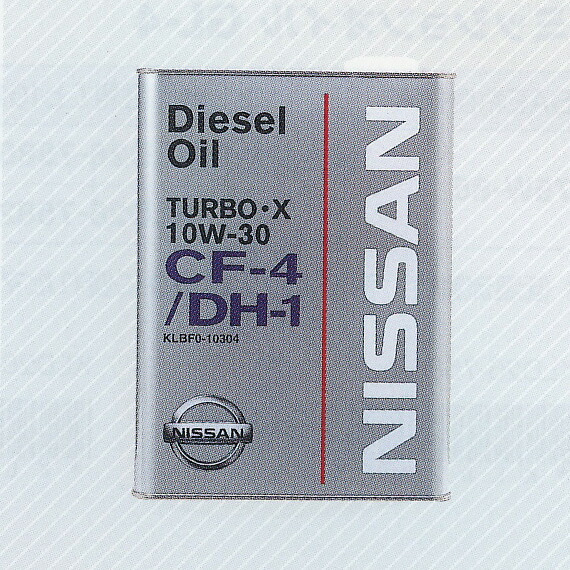 Diesel
Oil
TURBO・X
10W-30
CF-4
/DH-1
KLBF0-10304
NISSAN
NISSAN